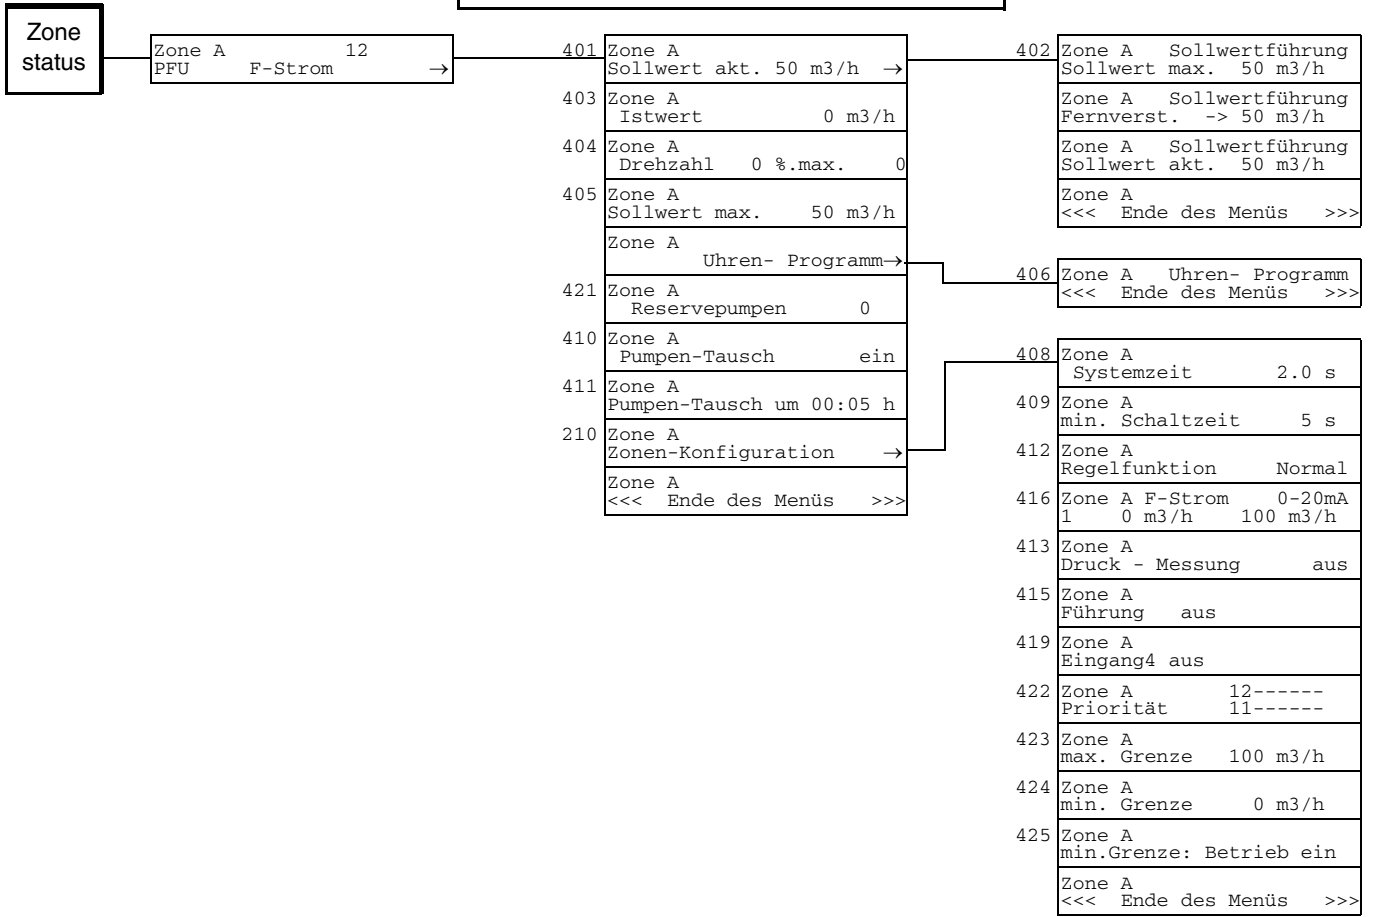 Zone
status
Zone A 12
PFU F-Strom →
401 Zone A
Sollwert akt. 50 m3/h →
403 Zone A
Istwert 0 m3/h
404 Zone A
Drehzahl 0 %.max. 0
405 Zone A
Sollwert max. 50 m3/h
Zone A
Uhren- Programm→
421 Zone A
Reservepumpen 0
410 Zone A
Pumpen-Tausch ein
411 Zone A
Pumpen-Tausch um 00:05 h
210 Zone A
Zonen-Konfiguration →
Zone A
<<< Ende des Menüs >>>
402 Zone A Sollwertführung
Sollwert max. 50 m3/h
Zone A Sollwertführung
Fernverst. -> 50 m3/h
Zone A Sollwertführung
Sollwert akt. 50 m3/h
Zone A
<<< Ende des Menüs >>>
406 Zone A Uhren- Programm
<<< Ende des Menüs >>>
408 Zone A
Systemzeit 2.0 s
409 Zone A
min. Schaltzeit 5 s
412 Zone A
Regelfunktion Normal
416 Zone A F-Strom 0-20mA
1 0 m3/h 100 m3/h
413 Zone A
Druck - Messung aus
415 Zone A
Führung aus
419 Zone A
Eingang4 aus
422 Zone A 12------
Priorität 11------
423 Zone A
max. Grenze 100 m3/h
424 Zone A
min. Grenze 0 m3/h
425 Zone A
min.Grenze: Betrieb ein
Zone A
<<< Ende des Menüs >>>